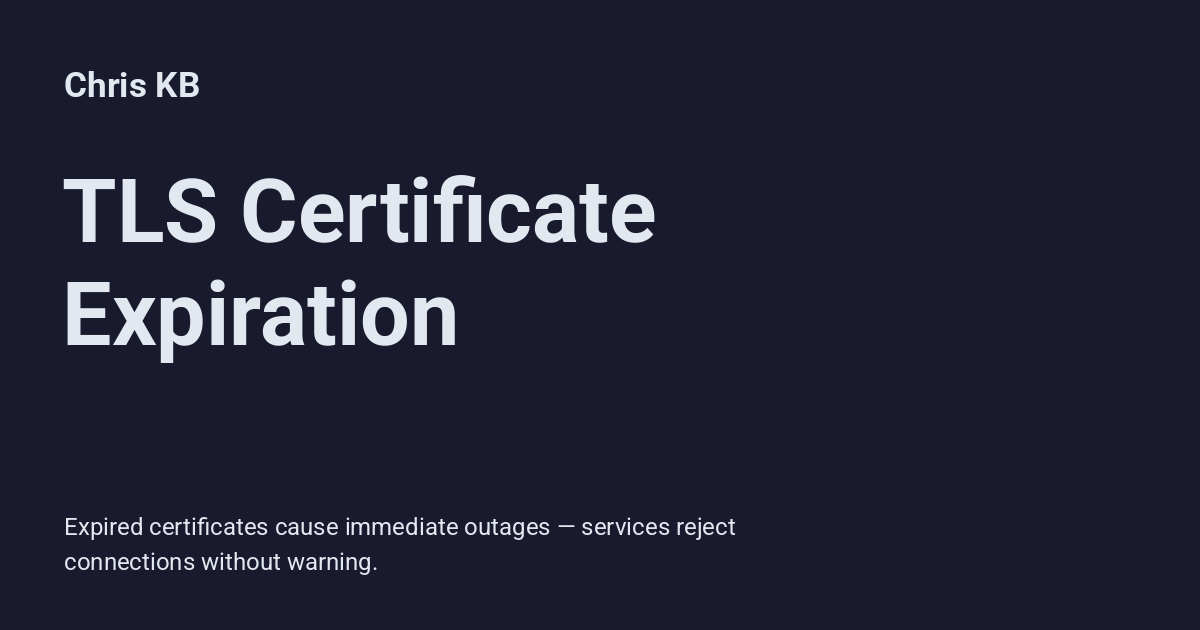 Chris KB
TLS Certificate
Expiration
Expired certificates cause immediate outages — services reject
connections without warning.